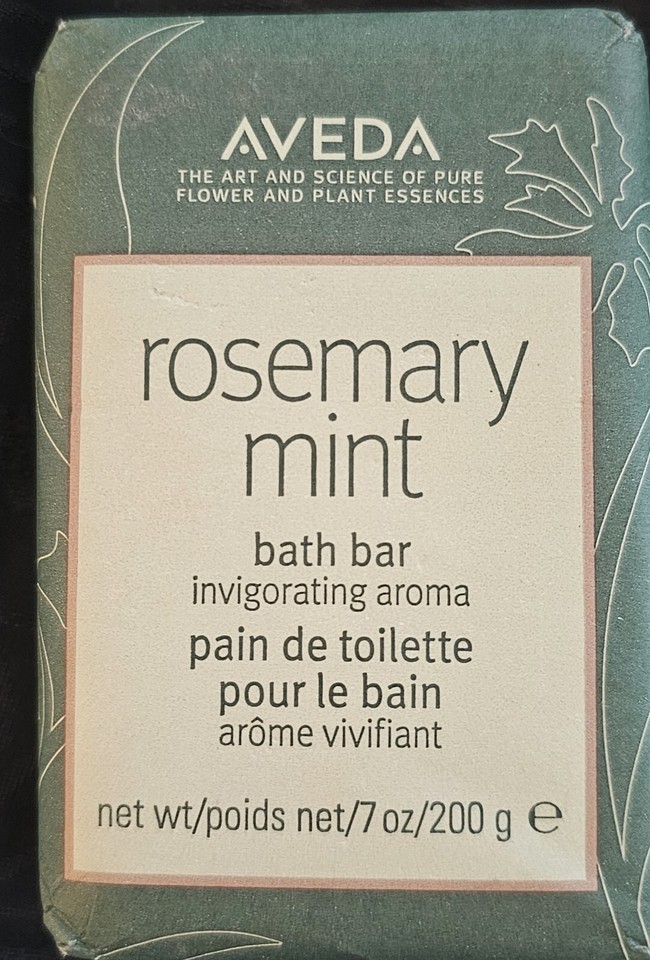 AVEDA
THE ART AND SCIENCE OF PURE
FLOWER AND PLANT ESSENCES
rosemary
mint
bath bar
invigorating aroma
pain de toilette
pour le bain
arôme vivifiant
net wt/poids net/7 oz/200 g ℮